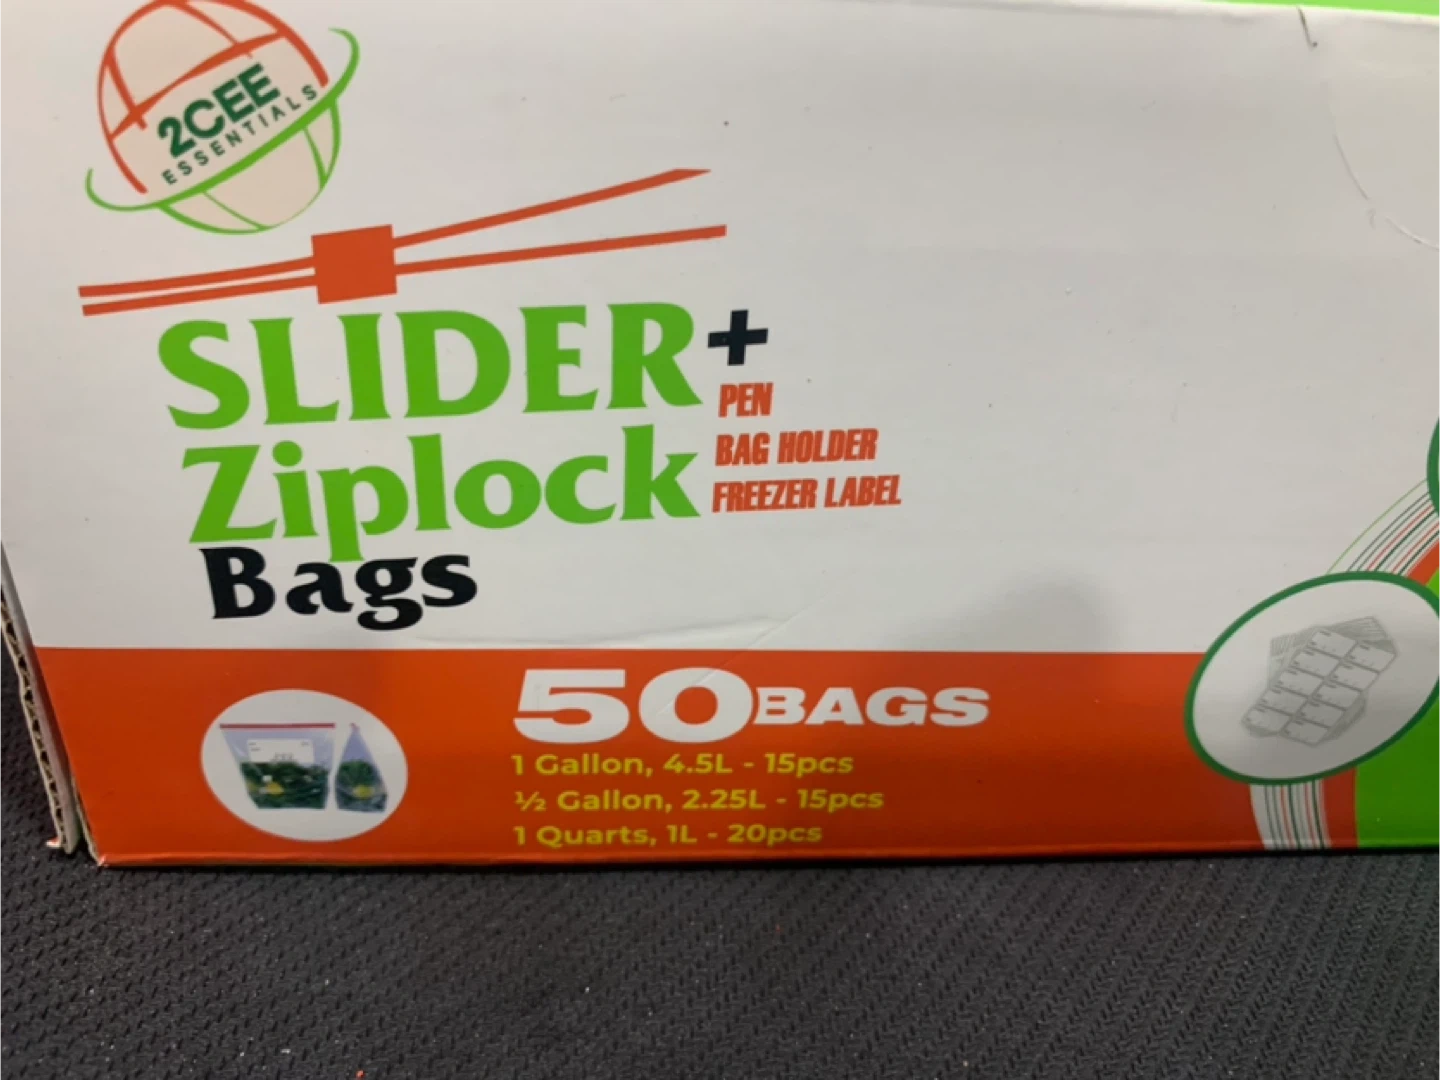 2CEE
ESSENTIALS
SLIDER+
PEN
Ziplock
BAG HOLDER
FREEZER LABEL
Bags
50BAGS
1 Gallon, 4.5L - 15pcs
½ Gallon, 2.25L - 15pcs
1 Quarts, 1L - 20pcs